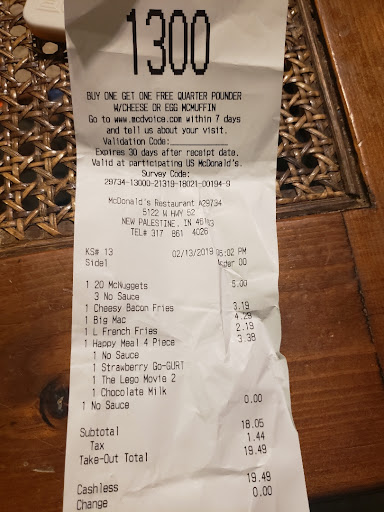 1300
BUY ONE GET ONE FREE QUARTER POUNDER
W/CHEESE OR EGG MCMUFFIN
Go to www.mcdvoice.com within 7 days
and tell us about your visit.
Validation Code:
Expires 30 days after receipt date.
Valid at participating US McDonald's.
Survey Code:
29734-13000-21319-18021-00194-9
McDonald's Restaurant #29734
5122 W HWY 52
NEW PALESTINE, IN
TEL# 317 861 4026
KS# 13 02/13/2019 06:02 PM
Side1 Order 00
1 20 McNuggets 5.00
3 No Sauce
1 Cheesy Bacon Fries 3.19
1 Big Mac 4.29
1 L French Fries 2.19
1 Happy Meal 4 Piece 3.38
1 No Sauce
1 Strawberry Go-GURT
1 The Lego Movie 2
1 Chocolate Milk
1 No Sauce 0.00
Subtotal 18.05
Tax 1.44
Take-Out Total 19.49
Cashless 19.49
Change 0.00